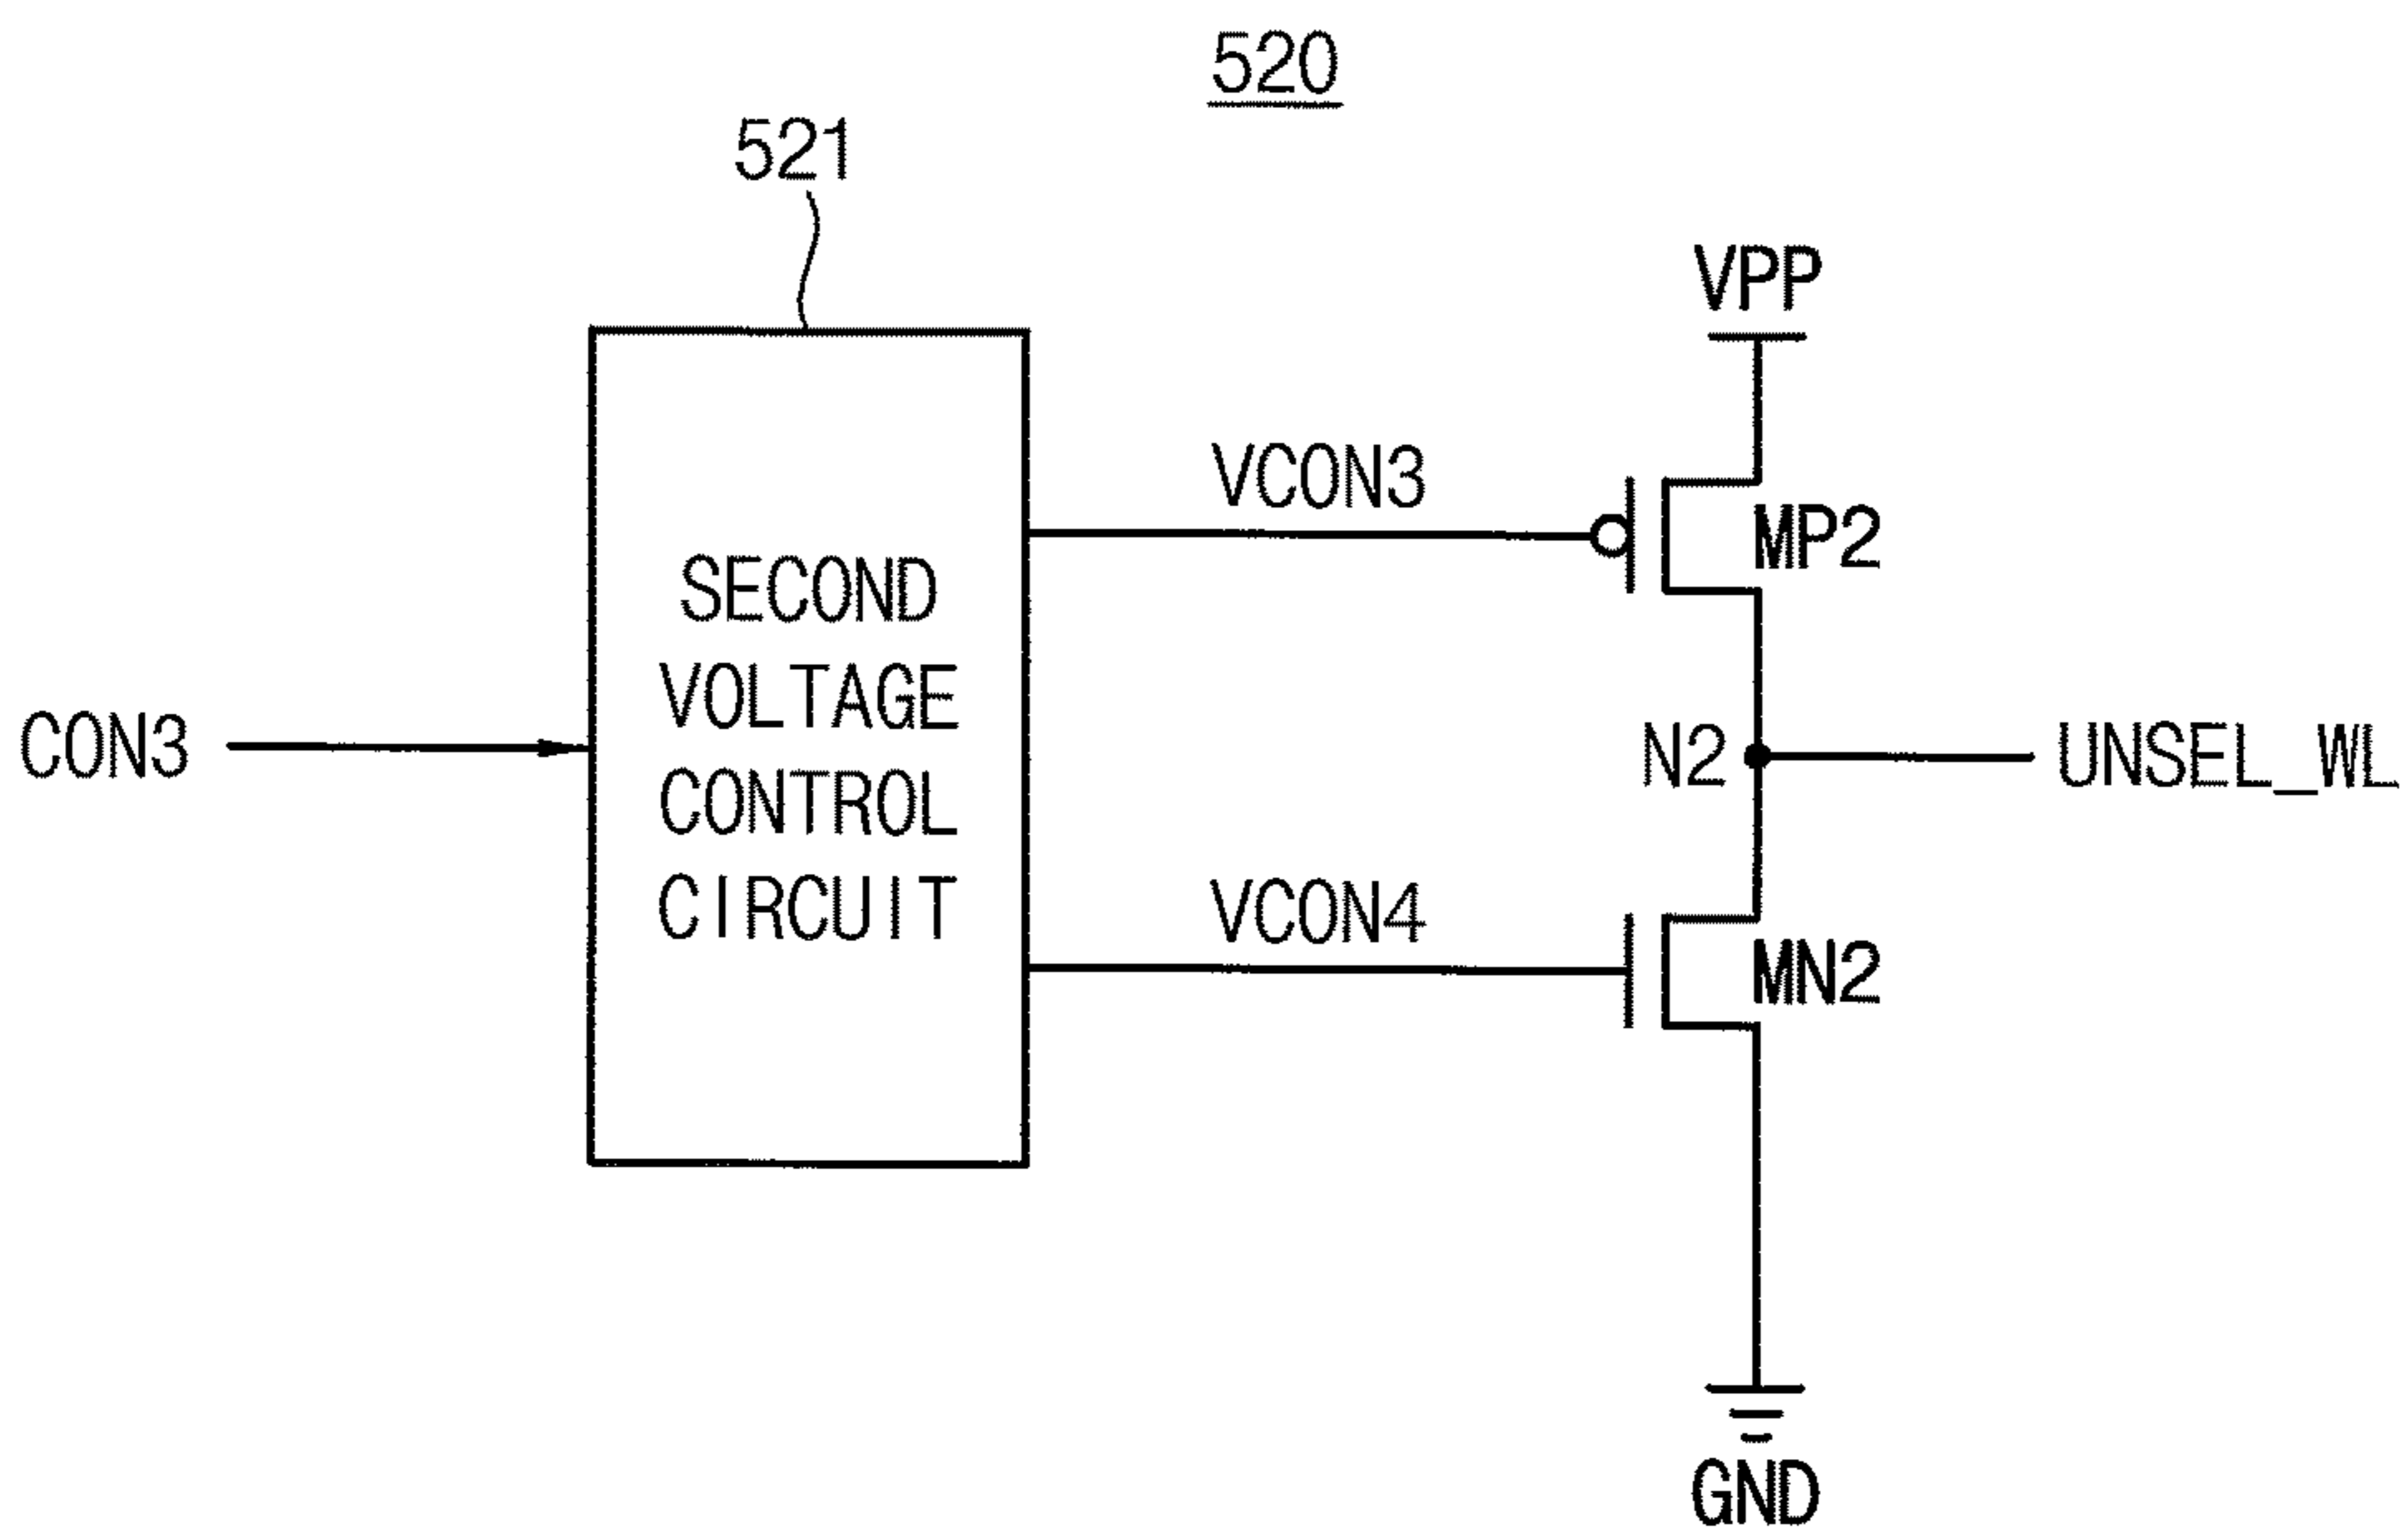 520
521
VPP
VCON3
MP2
SECOND
VOLTAGE
CONTROL
CIRCUIT
CON3
N2
UNSEL_WL
VCON4
MN2
GND